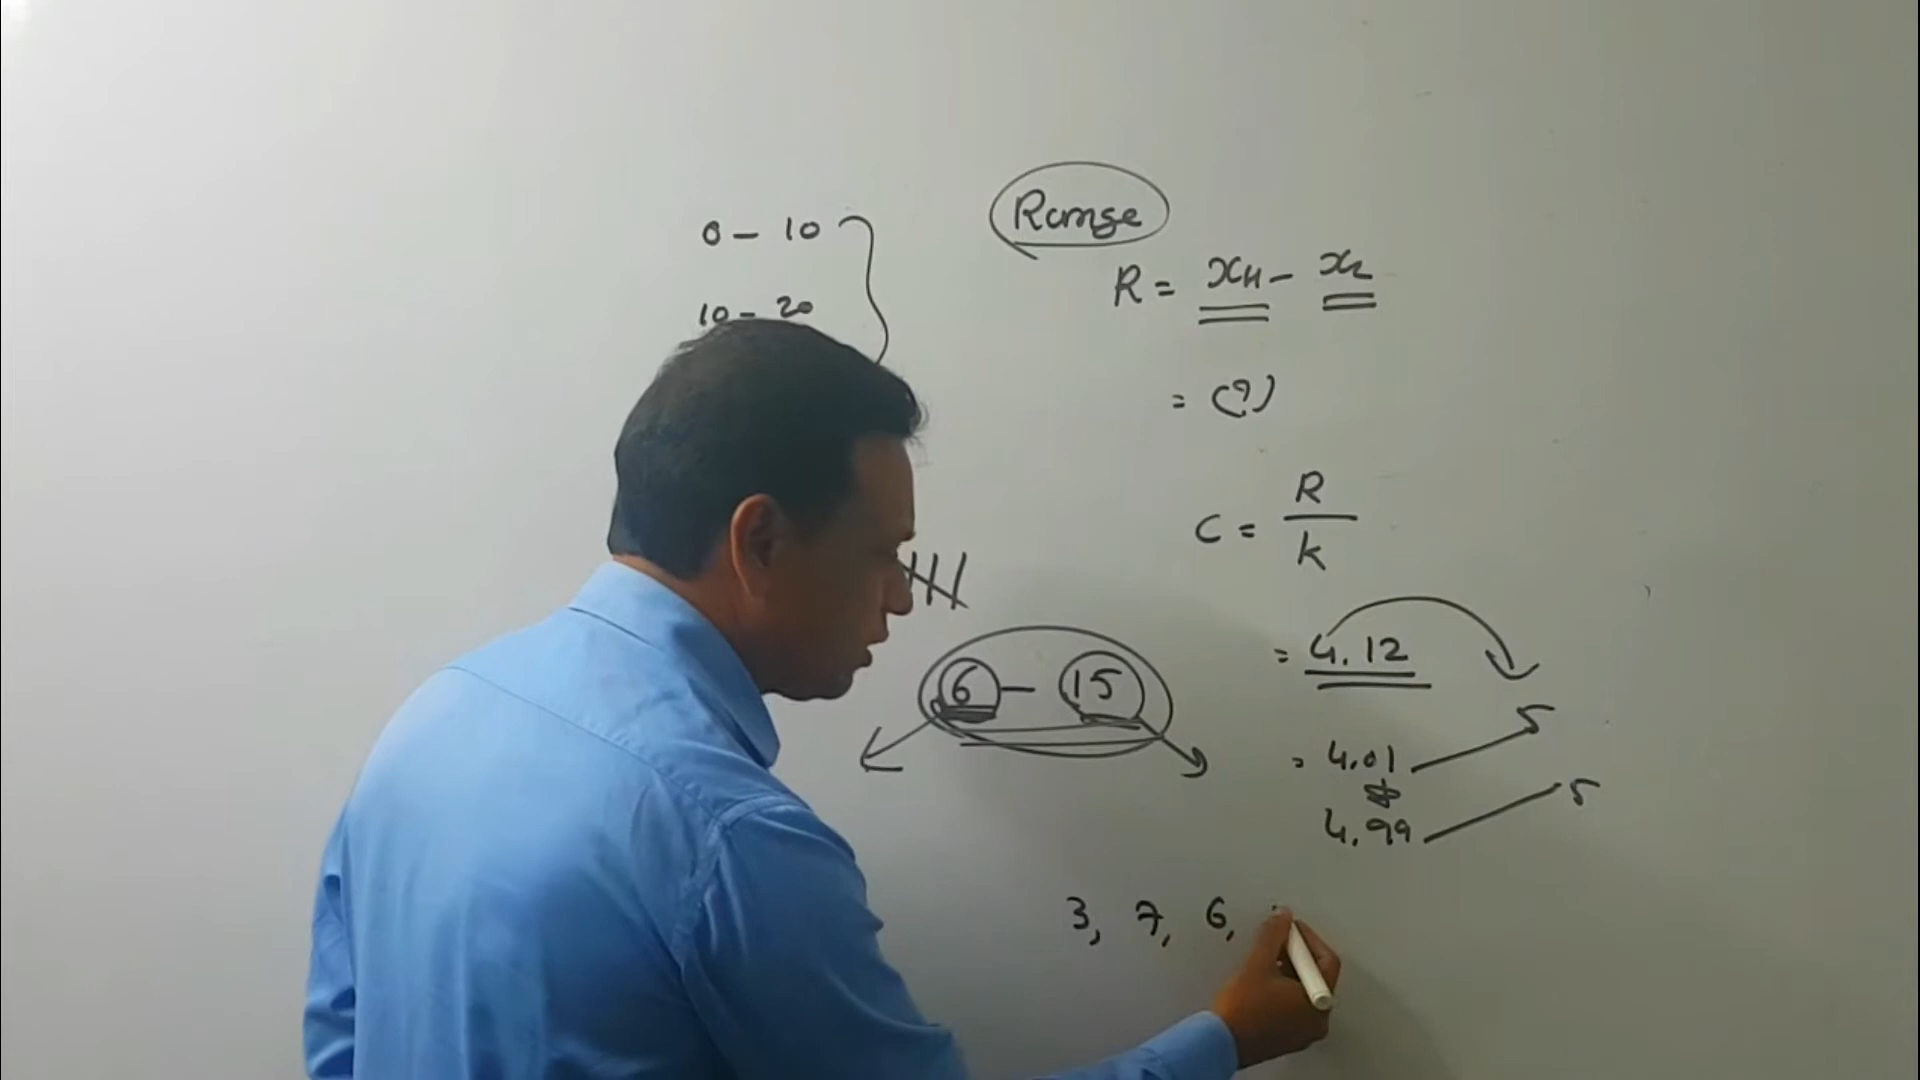 0 - 10
10 - 20
Range
R = xH - xL
= (?)
C = R / k
= 4.12
5
= 4.01
4.99
5
6 - 15
3, 7, 6,